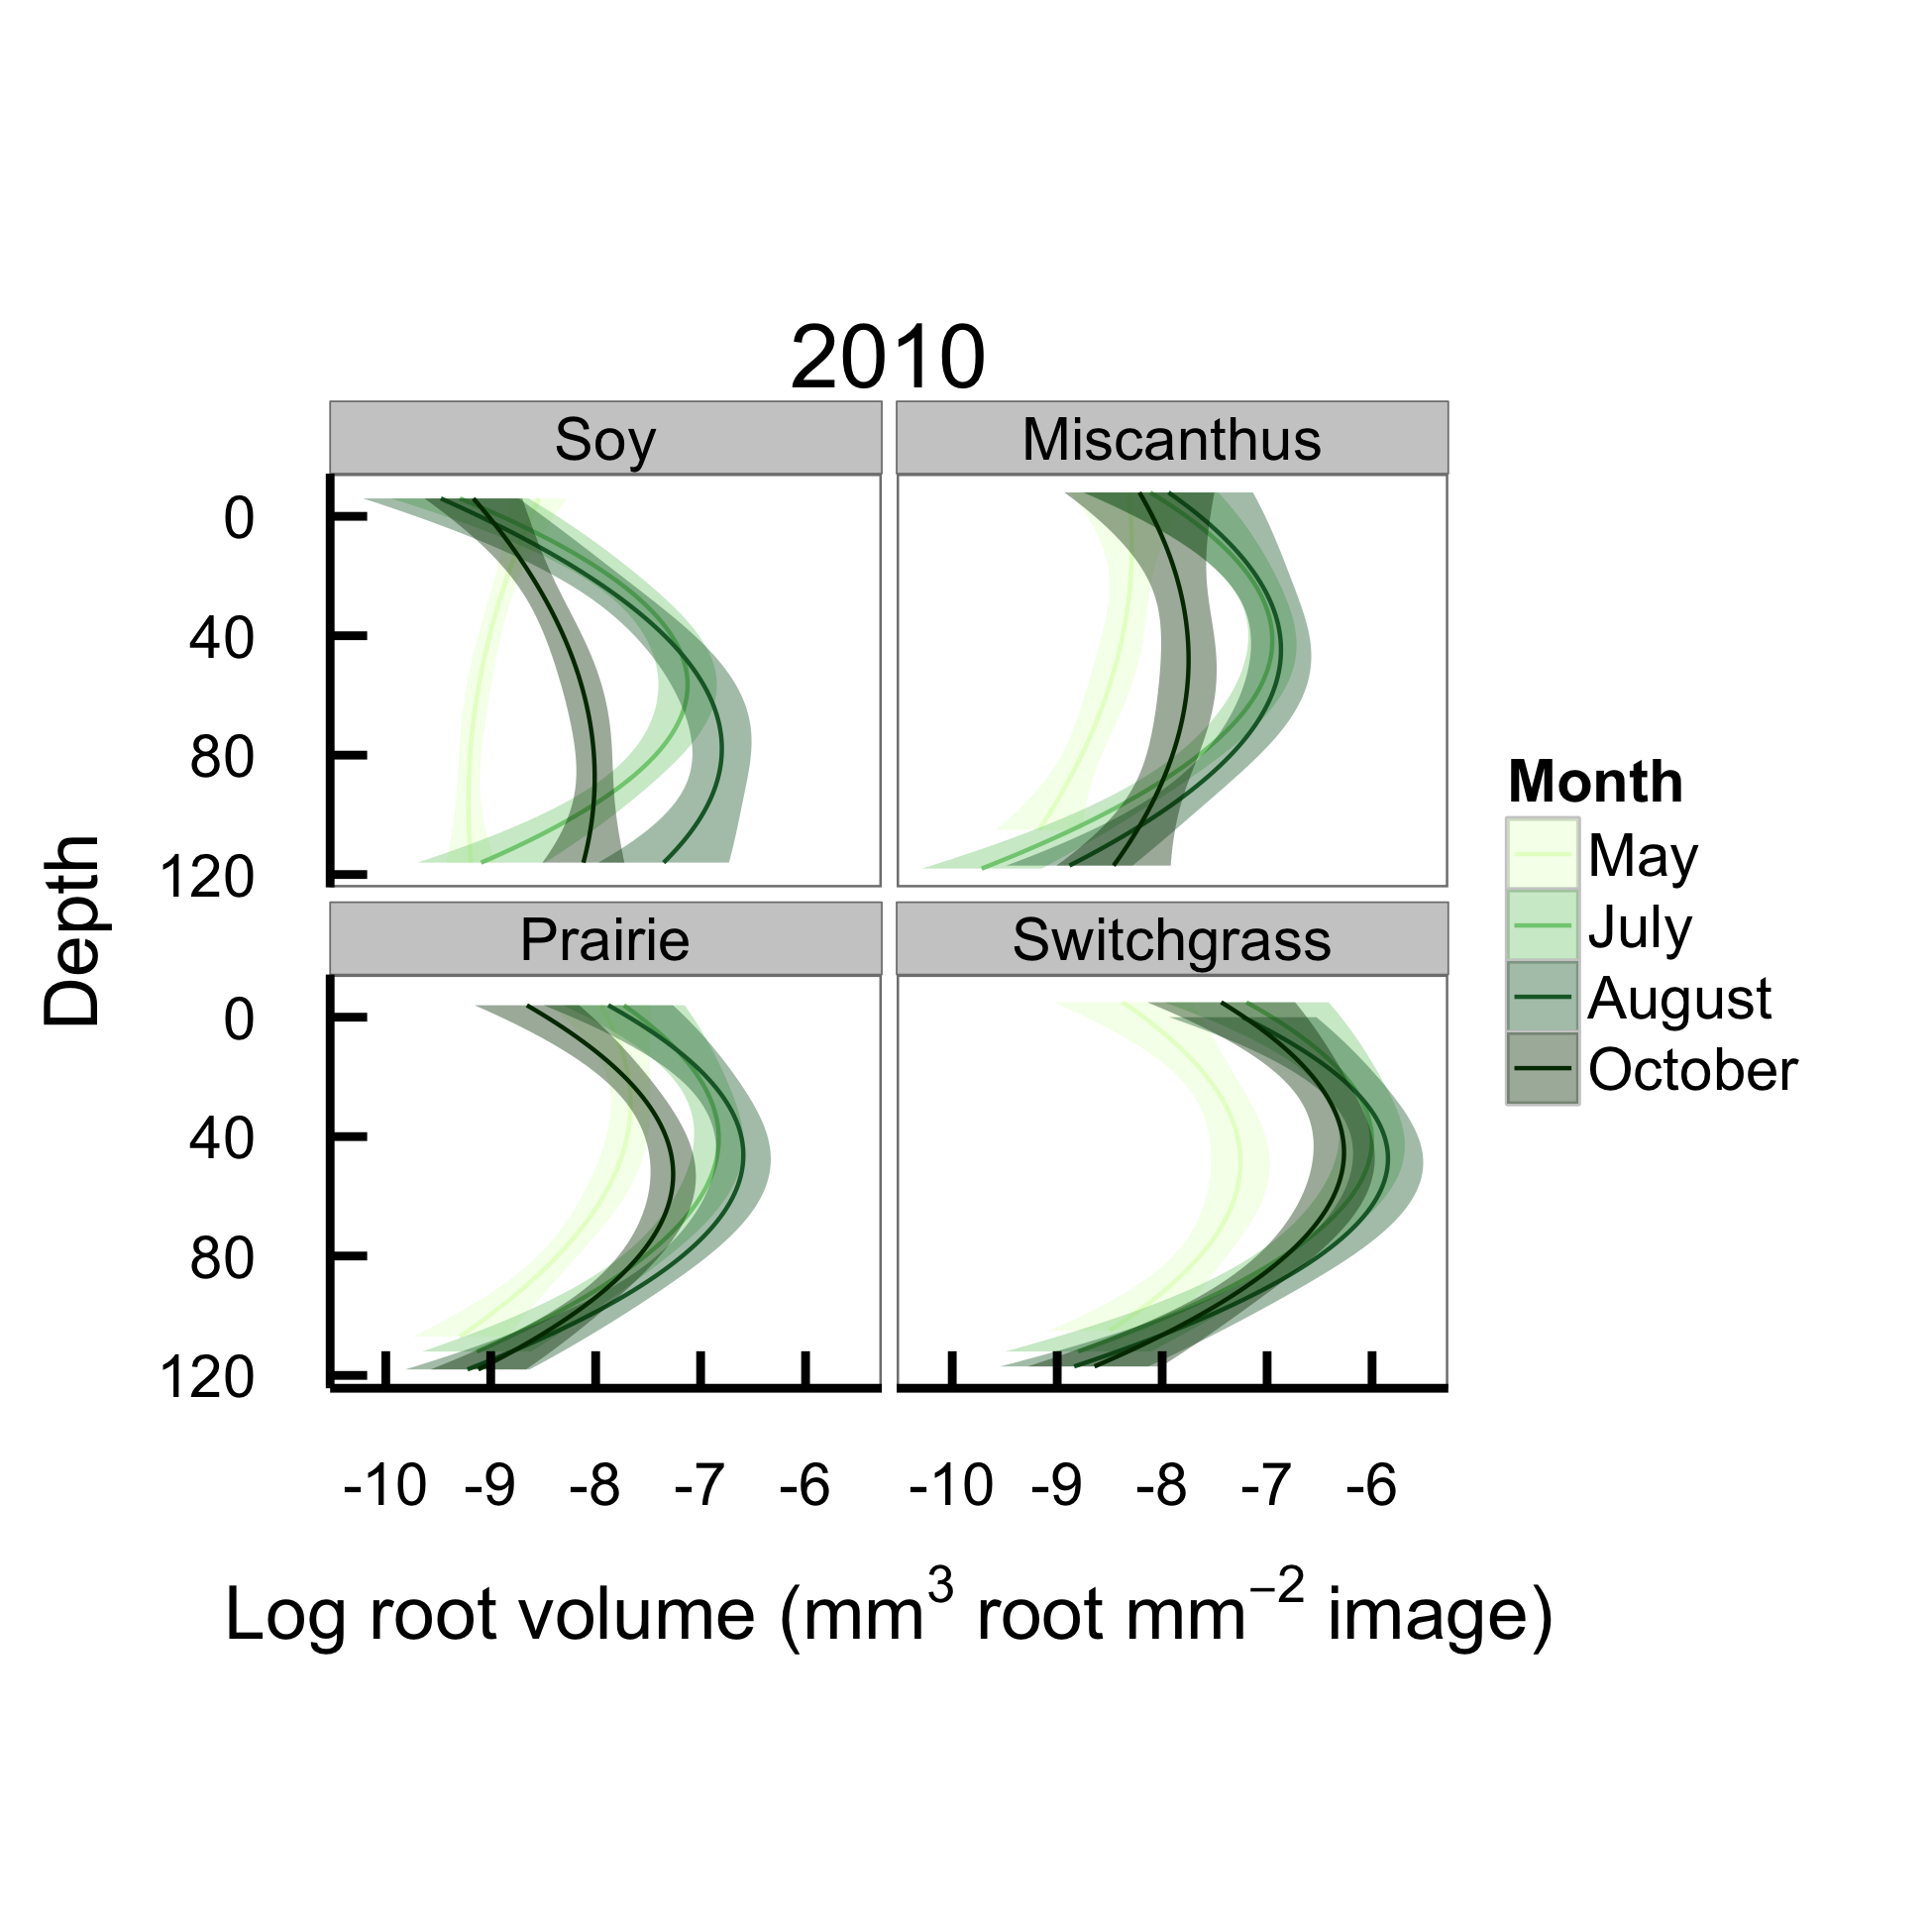 2010
Soy
Miscanthus
0
40
80
120
Prairie
Switchgrass
0
40
80
120
-10 -9 -8 -7 -6
-10 -9 -8 -7 -6
Depth
Log root volume (mm³ root mm⁻² image)
Month
May
July
August
October